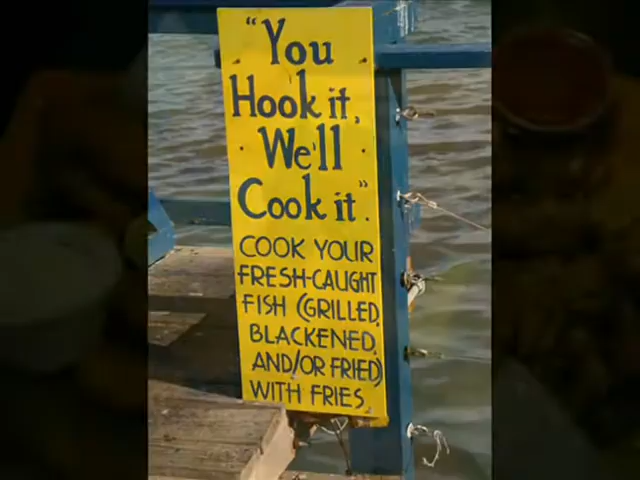 "You
Hook it,
We'll
Cook it".
COOK YOUR
FRESH-CAUGHT
FISH (GRILLED,
BLACKENED,
AND/OR FRIED)
WITH FRIES.